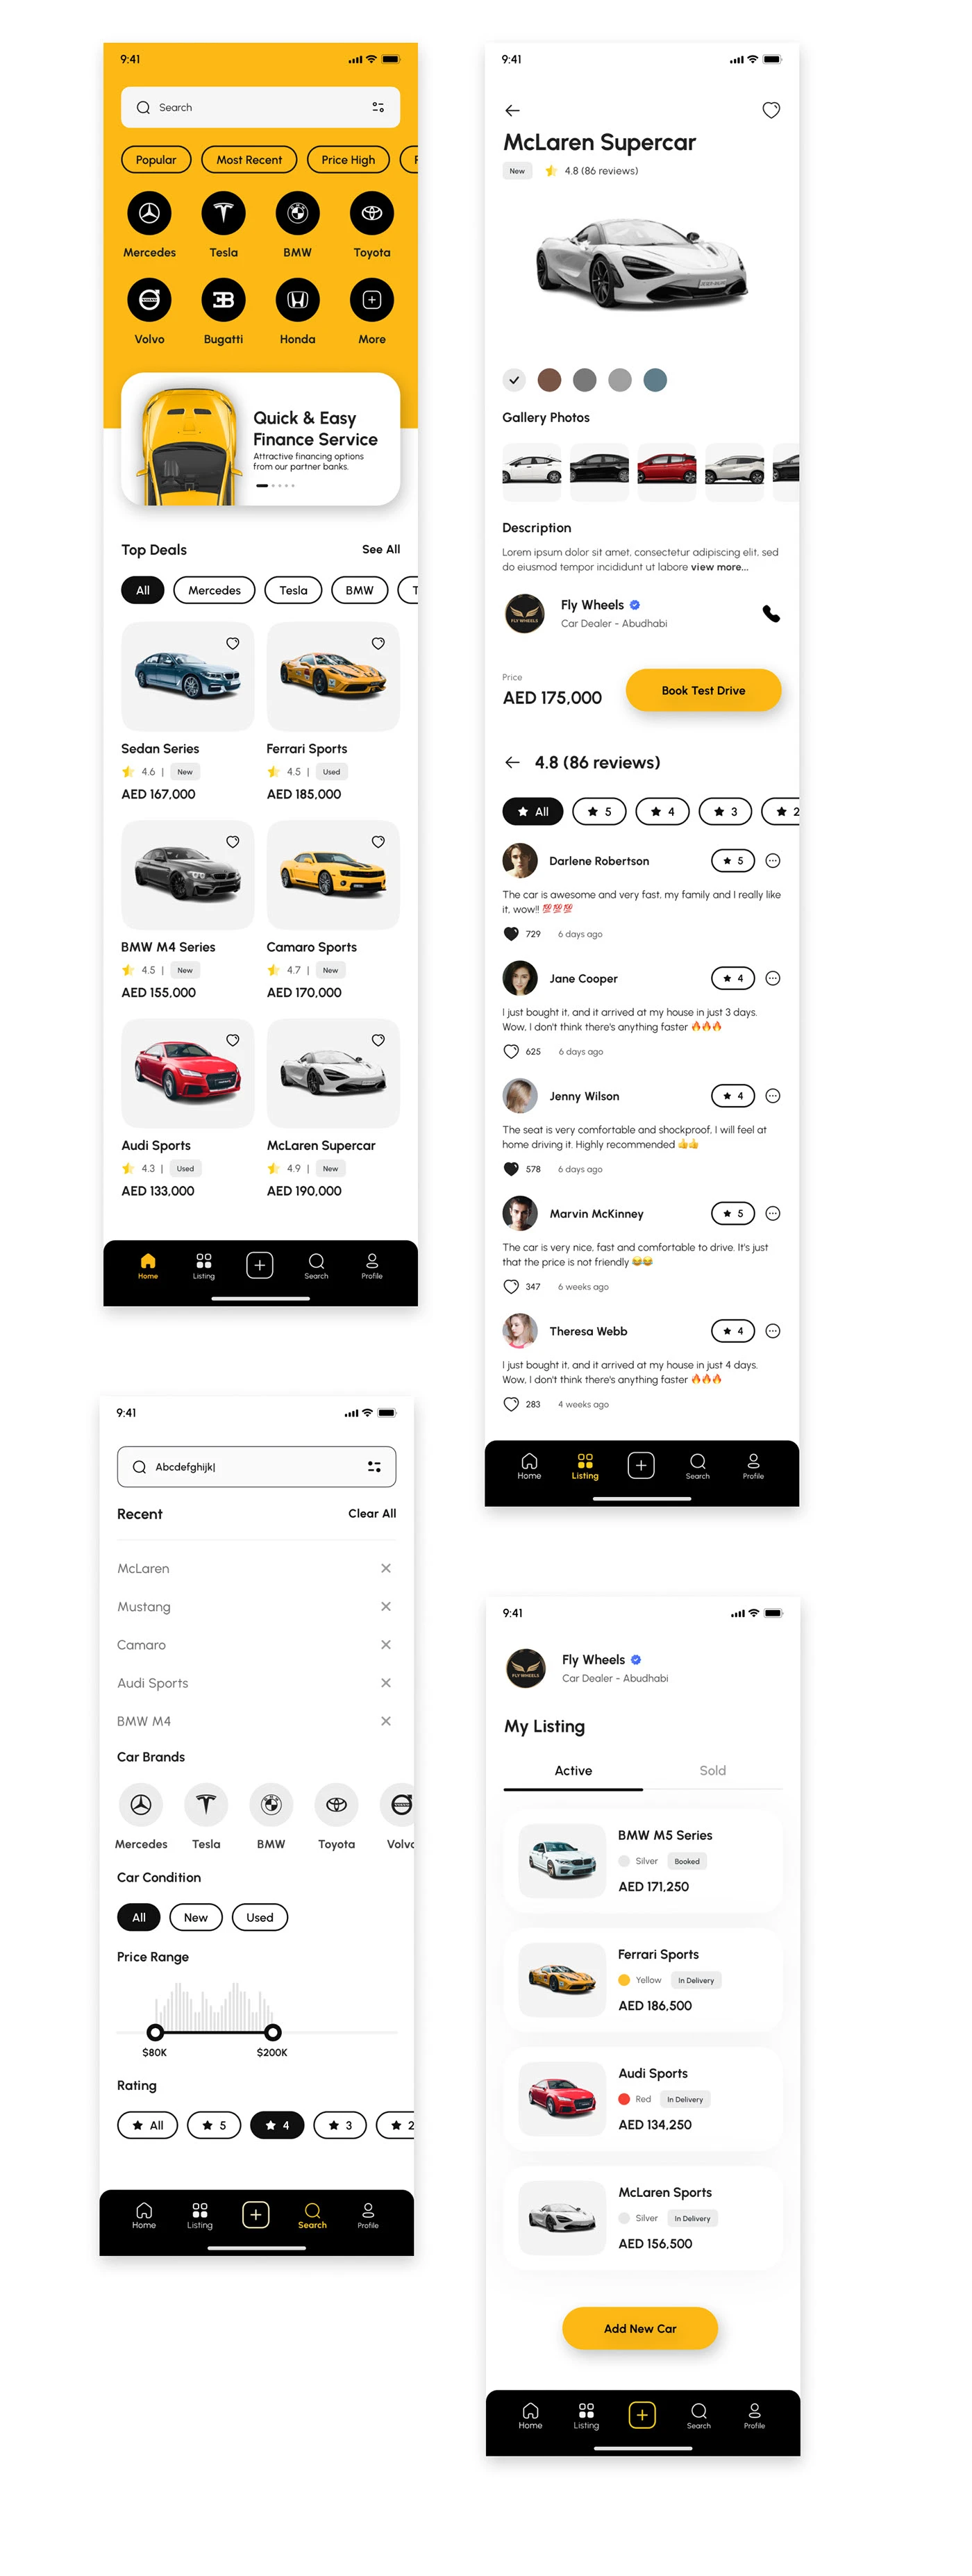 9:41
Search
Popular
Most Recent
Price High
Mercedes
Tesla
BMW
Toyota
Volvo
Bugatti
Honda
More
Quick & Easy
Finance Service
Attractive financing options
from our partner banks.
Top Deals
See All
All
Mercedes
Tesla
BMW
T
Sedan Series
4.6 | New
AED 167,000
Ferrari Sports
4.5 | Used
AED 185,000
BMW M4 Series
4.5 | New
AED 155,000
Camaro Sports
4.7 | New
AED 170,000
Audi Sports
4.3 | Used
AED 133,000
McLaren Supercar
4.9 | New
AED 190,000
Home
Listing
Search
Profile
9:41
McLaren Supercar
New
4.8 (86 reviews)
Gallery Photos
Description
Lorem ipsum dolor sit amet, consectetur adipiscing elit, sed
do eiusmod tempor incididunt ut labore view more...
FLY WHEELS
Fly Wheels
Car Dealer - Abudhabi
Price
AED 175,000
Book Test Drive
4.8 (86 reviews)
All
5
4
3
2
Darlene Robertson
5
The car is awesome and very fast, my family and I really like
it, wow!! 💯💯💯
729
6 days ago
Jane Cooper
4
I just bought it, and it arrived at my house in just 3 days.
Wow, I don't think there's anything faster 🔥🔥🔥
625
6 days ago
Jenny Wilson
4
The seat is very comfortable and shockproof, I will feel at
home driving it. Highly recommended 👍👍
578
6 days ago
Marvin McKinney
5
The car is very nice, fast and comfortable to drive. It's just
that the price is not friendly 😂😂
347
6 weeks ago
Theresa Webb
4
I just bought it, and it arrived at my house in just 4 days.
Wow, I don't think there's anything faster 🔥🔥🔥
283
4 weeks ago
Home
Listing
Search
Profile
9:41
Abcdefghijk|
Recent
Clear All
McLaren
Mustang
Camaro
Audi Sports
BMW M4
Car Brands
Mercedes
Tesla
BMW
Toyota
Volvo
Car Condition
All
New
Used
Price Range
$80K
$200K
Rating
All
5
4
3
2
Home
Listing
Search
Profile
9:41
FLY WHEELS
Fly Wheels
Car Dealer - Abudhabi
My Listing
Active
Sold
BMW M5 Series
Silver
Booked
AED 171,250
Ferrari Sports
Yellow
In Delivery
AED 186,500
Audi Sports
Red
In Delivery
AED 134,250
McLaren Sports
Silver
In Delivery
AED 156,500
Add New Car
Home
Listing
Search
Profile